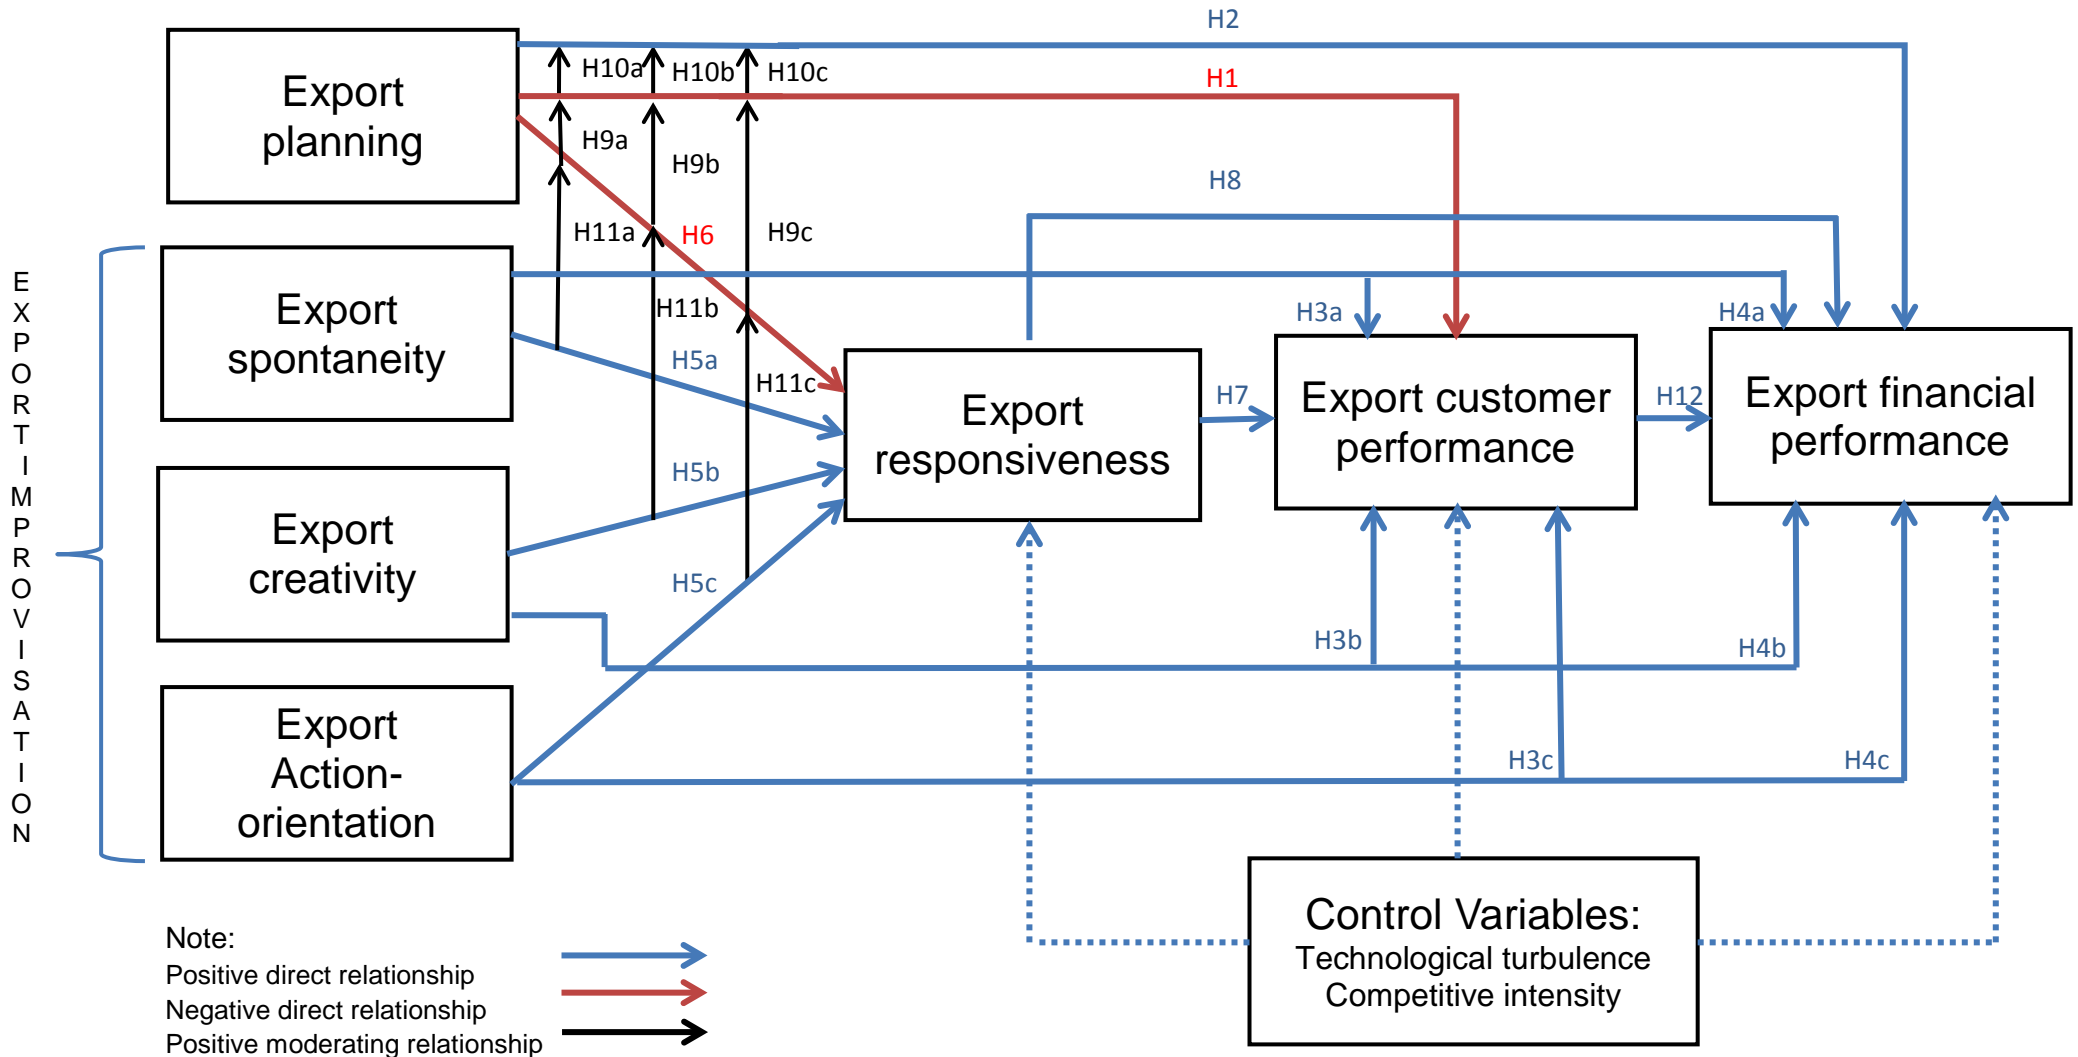 H2
Export
planning
H10a
H10b
H10c
H1
H9a
H9b
H8
H11a
H6
H9c
EXPORT IMPROVISATION
Export
spontaneity
H11b
H3a
H4a
H5a
H11c
Export
responsiveness
H7
Export customer
performance
H12
Export financial
performance
Export
creativity
H5b
H5c
H3b
H4b
Export
Action-
orientation
H3c
H4c
Control Variables:
Technological turbulence
Competitive intensity
Note:
Positive direct relationship
Negative direct relationship
Positive moderating relationship